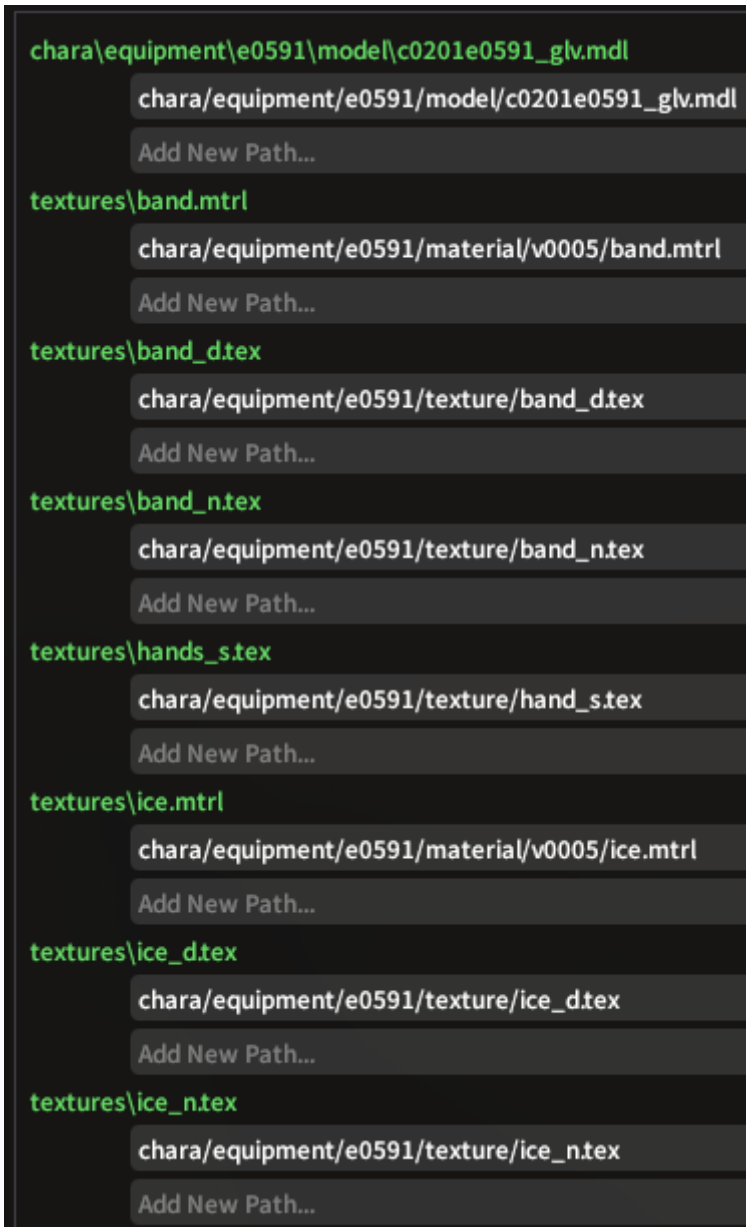 chara\equipment\e0591\model\c0201e0591_glv.mdl
chara/equipment/e0591/model/c0201e0591_glv.mdl
Add New Path...
textures\band.mtrl
chara/equipment/e0591/material/v0005/band.mtrl
Add New Path...
textures\band_d.tex
chara/equipment/e0591/texture/band_d.tex
Add New Path...
textures\band_n.tex
chara/equipment/e0591/texture/band_n.tex
Add New Path...
textures\hands_s.tex
chara/equipment/e0591/texture/hand_s.tex
Add New Path...
textures\ice.mtrl
chara/equipment/e0591/material/v0005/ice.mtrl
Add New Path...
textures\ice_d.tex
chara/equipment/e0591/texture/ice_d.tex
Add New Path...
textures\ice_n.tex
chara/equipment/e0591/texture/ice_n.tex
Add New Path...